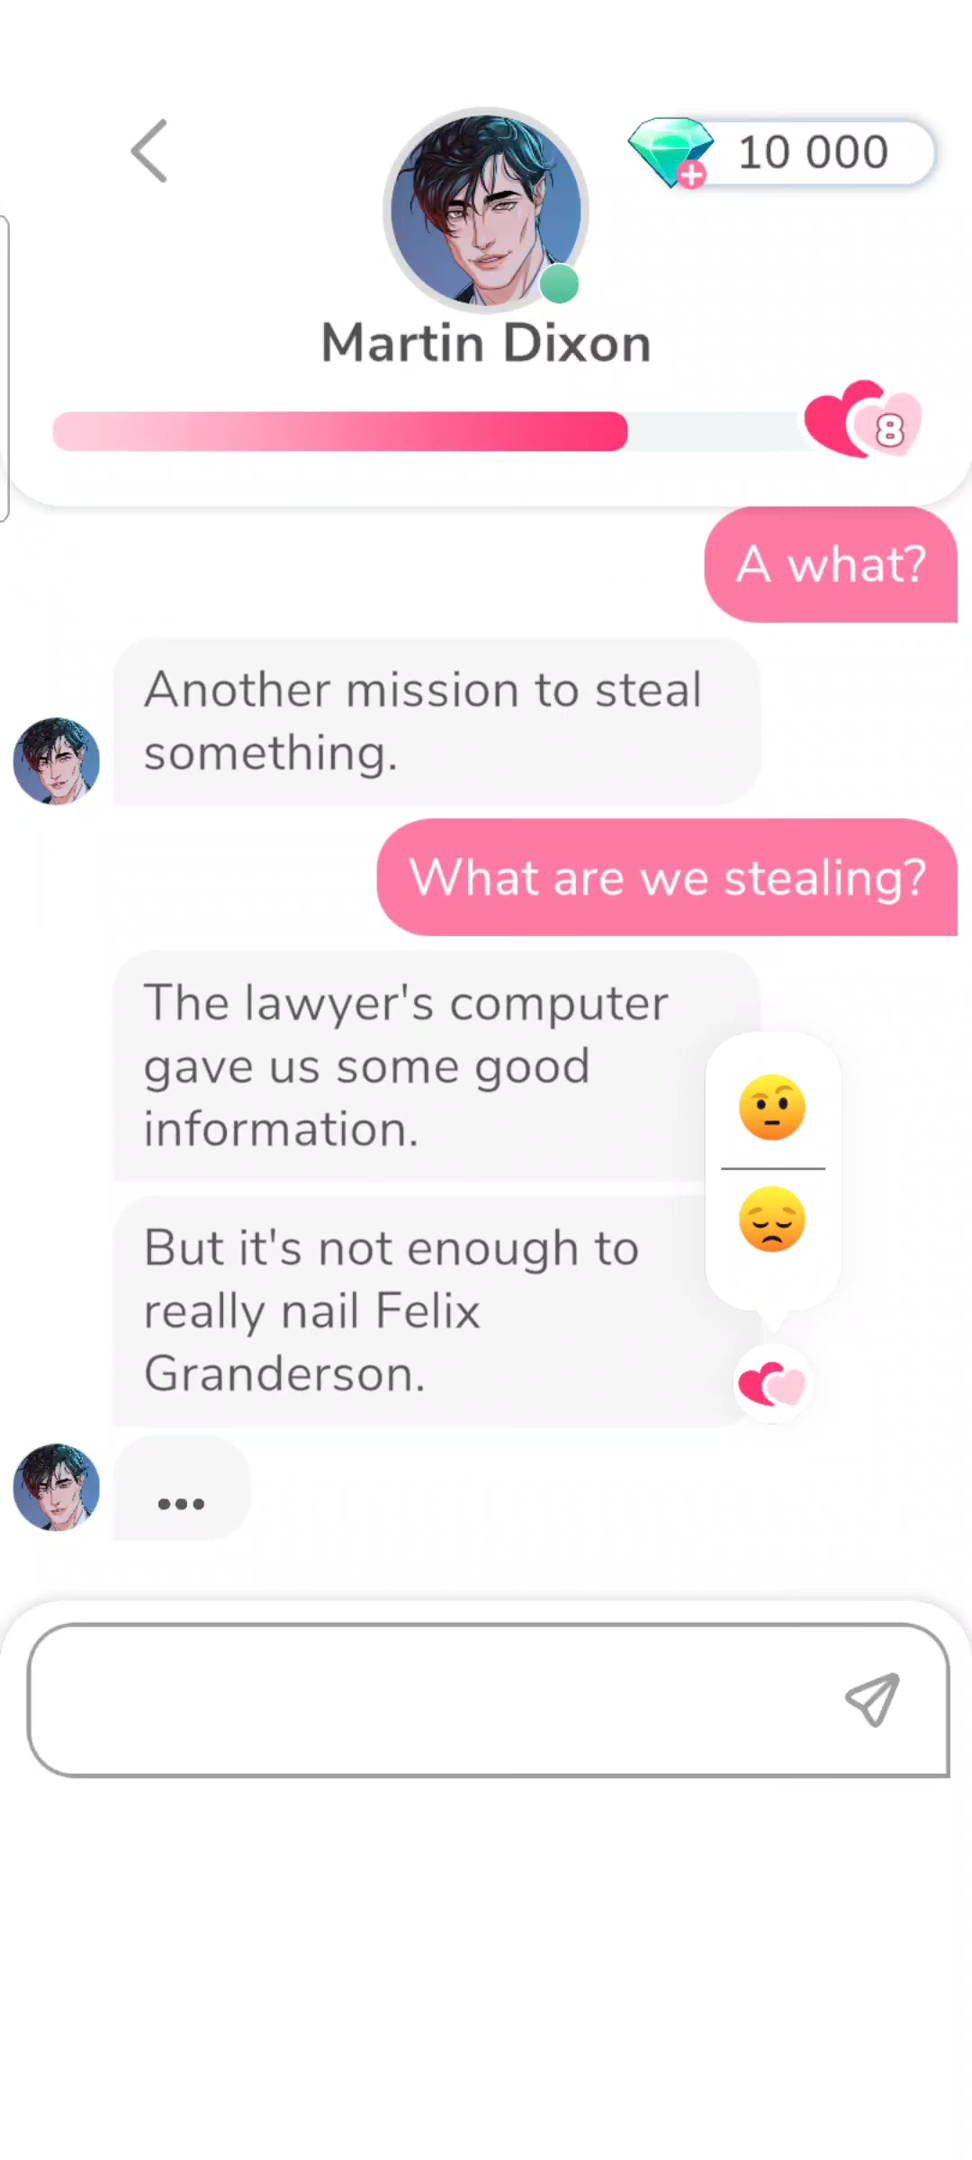 10 000
Martin Dixon
8
A what?
Another mission to steal
something.
What are we stealing?
The lawyer's computer
gave us some good
information.
But it's not enough to
really nail Felix
Granderson.